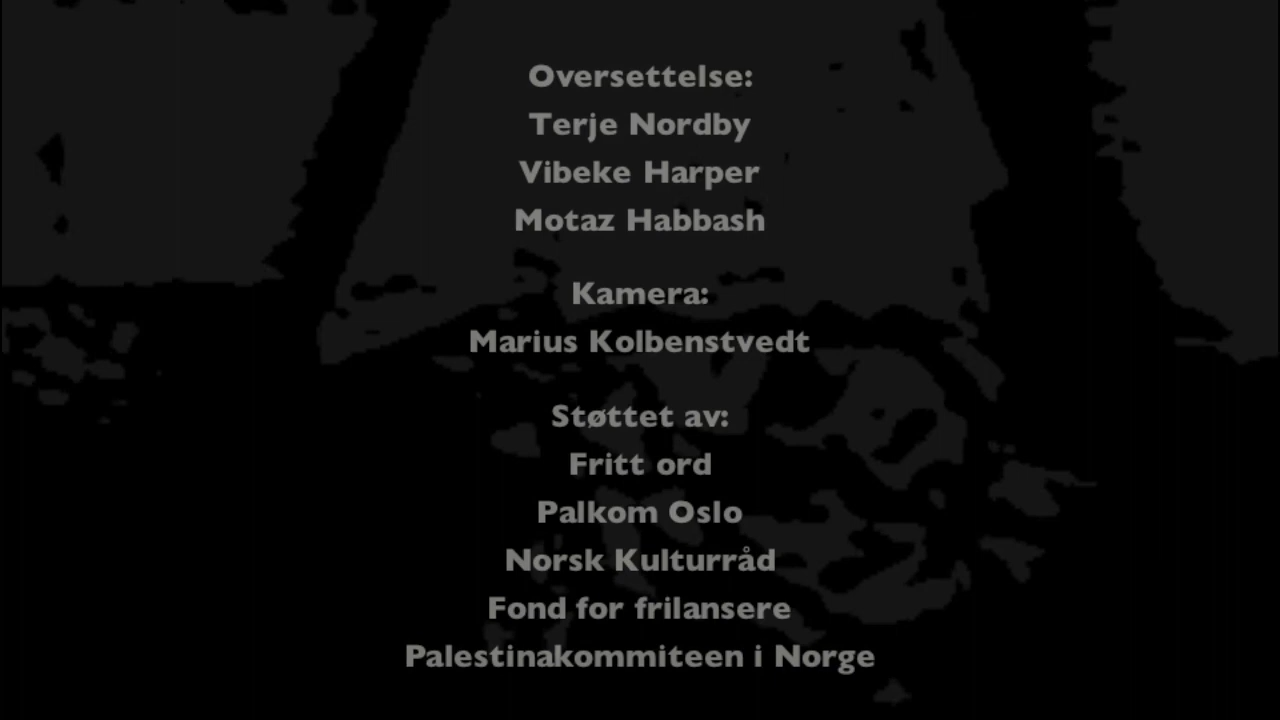 Oversettelse:
Terje Nordby
Vibeke Harper
Motaz Habbash
Kamera:
Marius Kolbenstvedt
Støttet av:
Fritt ord
Palkom Oslo
Norsk Kulturråd
Fond for frilansere
Palestinakommiteen i Norge